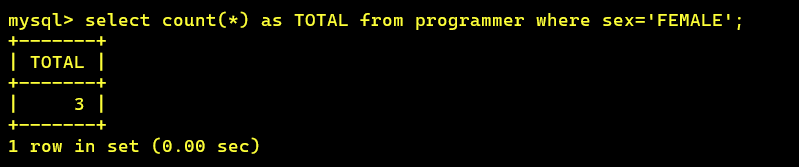 mysql> select count(*) as TOTAL from programmer where sex='FEMALE';
+-------+
| TOTAL |
+-------+
|     3 |
+-------+
1 row in set (0.00 sec)